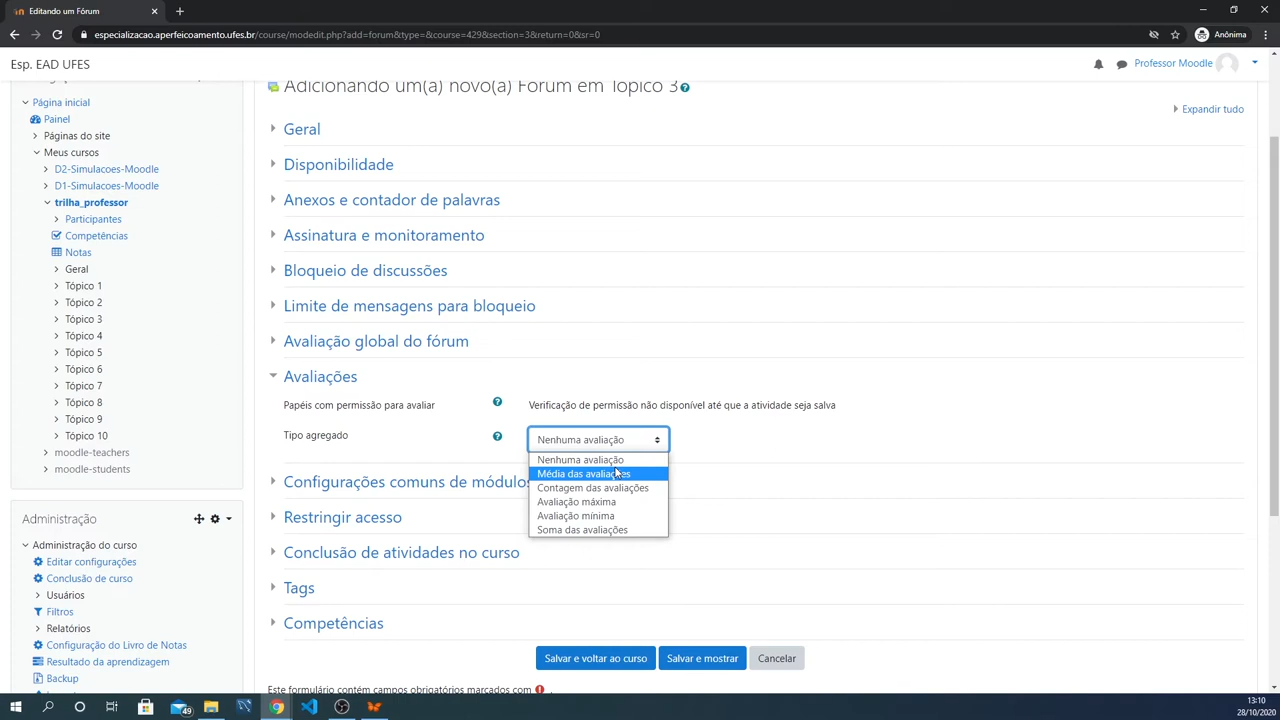 Editando um Fórum
especializacao.aperfeicoamento.ufes.br/course/modedit.php?add=forum&type=&course=429&section=3&return=0&sr=0
Anônima
Esp. EAD UFES
Professor Moodle
Página inicial
Painel
Páginas do site
Meus cursos
D2-Simulacoes-Moodle
D1-Simulacoes-Moodle
trilha_professor
Participantes
Competências
Notas
Geral
Tópico 1
Tópico 2
Tópico 3
Tópico 4
Tópico 5
Tópico 6
Tópico 7
Tópico 8
Tópico 9
Tópico 10
moodle-teachers
moodle-students
Administração
Administração do curso
Editar configurações
Conclusão de curso
Usuários
Filtros
Relatórios
Configuração do Livro de Notas
Resultado da aprendizagem
Backup
Adicionando um(a) novo(a) Fórum em Tópico 3
Expandir tudo
Geral
Disponibilidade
Anexos e contador de palavras
Assinatura e monitoramento
Bloqueio de discussões
Limite de mensagens para bloqueio
Avaliação global do fórum
Avaliações
Papéis com permissão para avaliar
Verificação de permissão não disponível até que a atividade seja salva
Tipo agregado
Nenhuma avaliação
Nenhuma avaliação
Média das avaliações
Contagem das avaliações
Avaliação máxima
Avaliação mínima
Soma das avaliações
Configurações comuns de módulos
Restringir acesso
Conclusão de atividades no curso
Tags
Competências
Salvar e voltar ao curso
Salvar e mostrar
Cancelar
Este formulário contém campos obrigatórios marcados com
49
13:10
28/10/2020